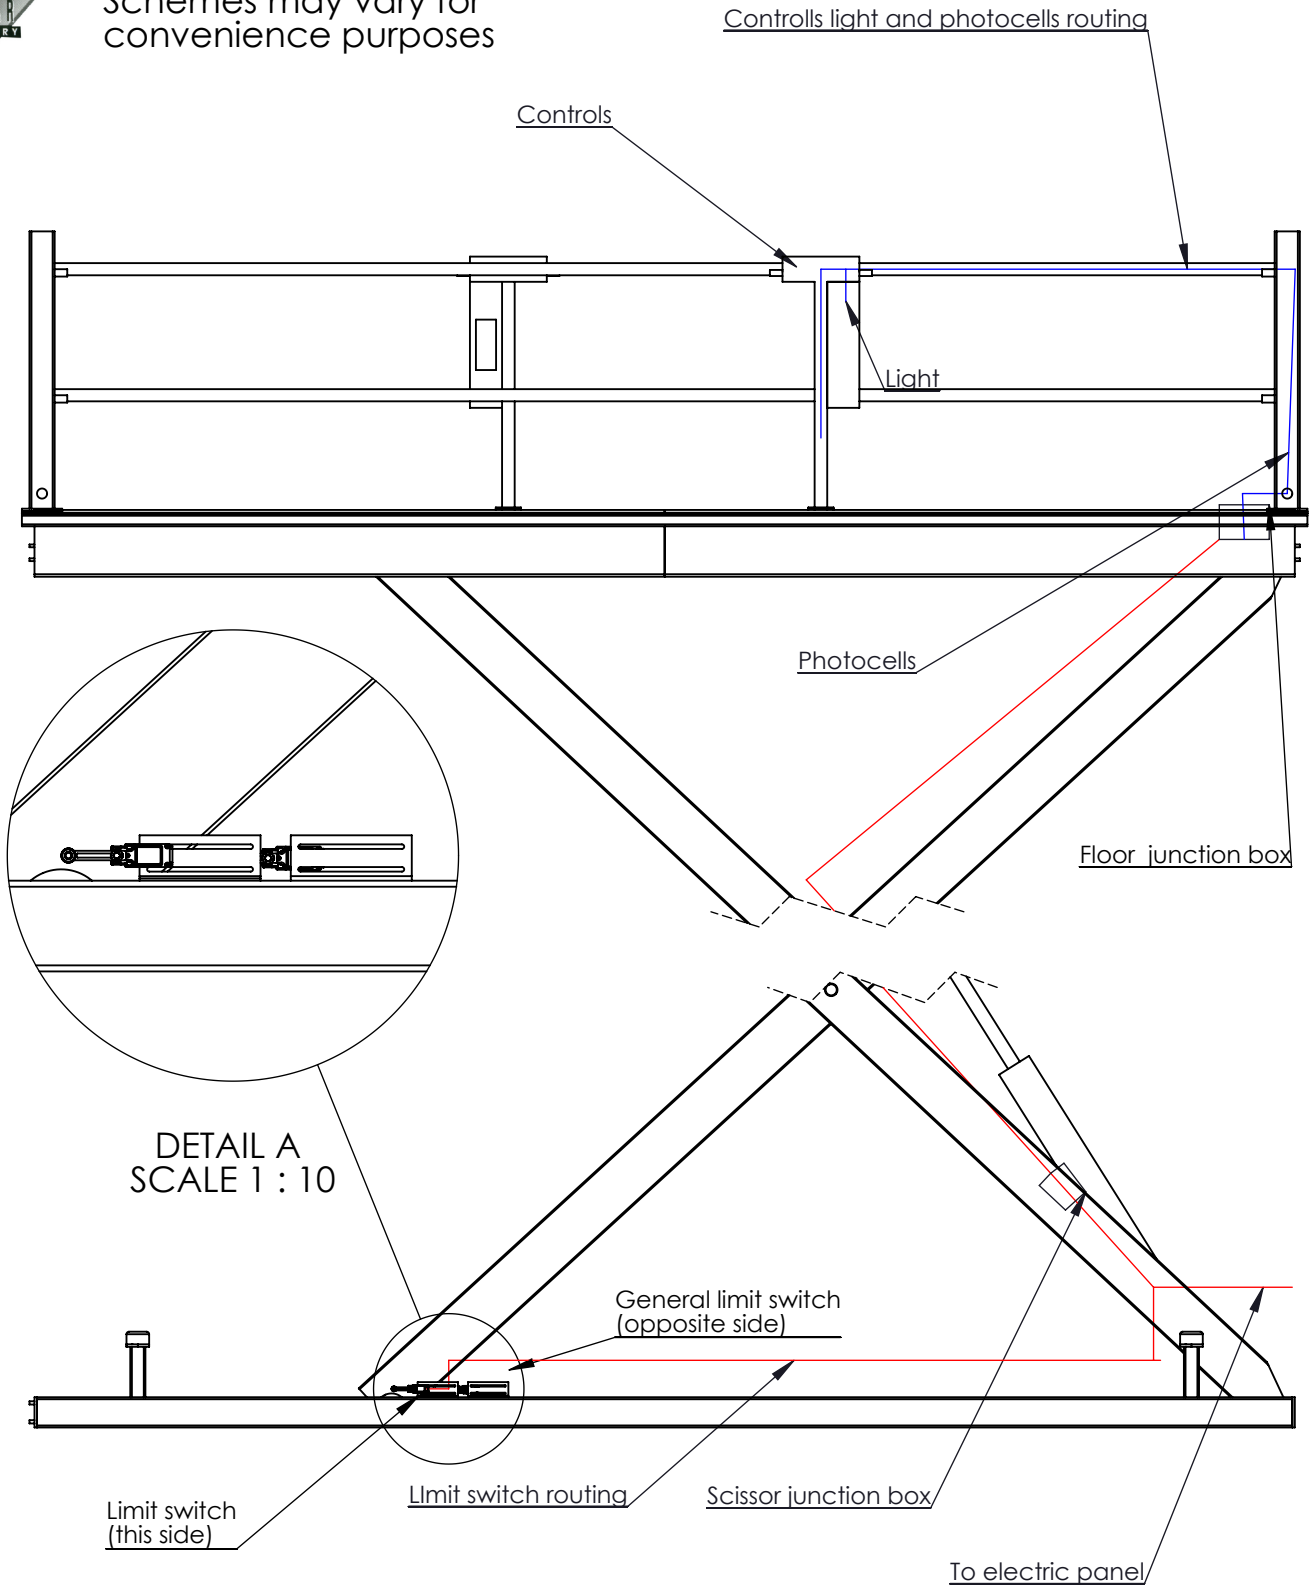 Schemes may vary for
convenience purposes
Controlls light and photocells routing
Controls
Light
Photocells
Floor junction box
DETAIL A
SCALE 1 : 10
General limit switch
(opposite side)
LImit switch routing
Scissor junction box
Limit switch
(this side)
To electric panel